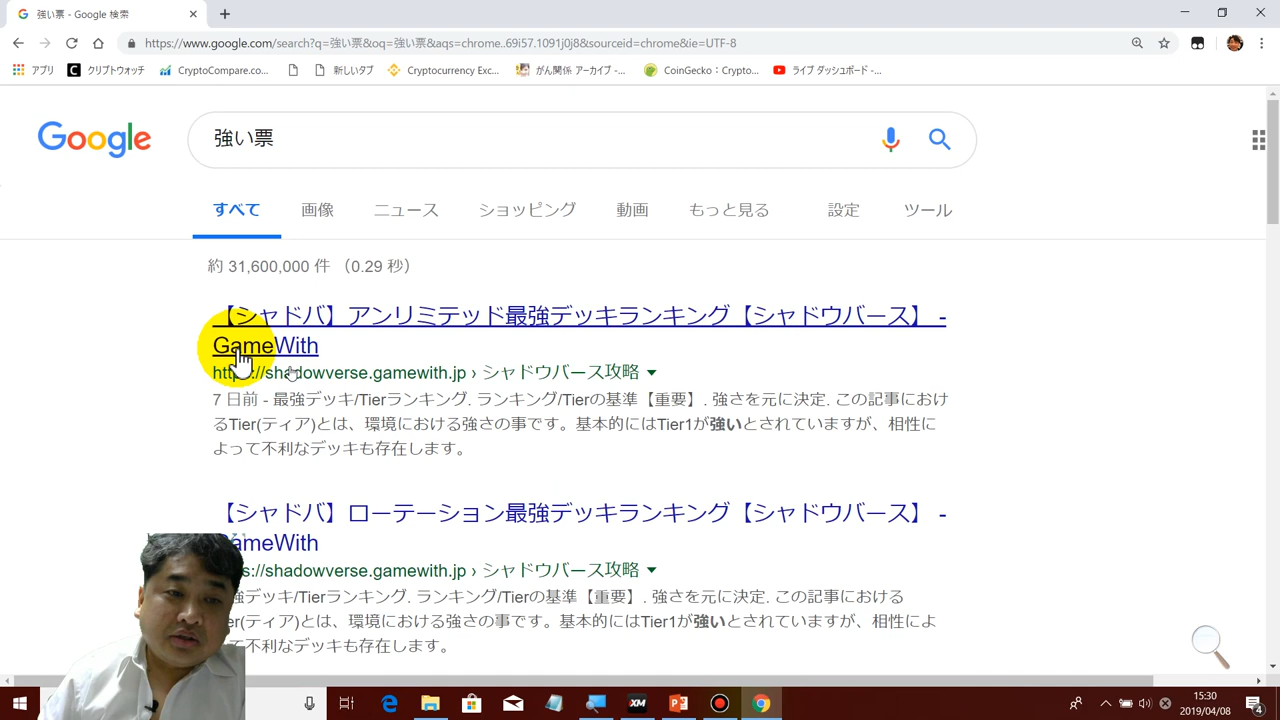 強い票 - Google 検索
https://www.google.com/search?q=強い票&oq=強い票&aqs=chrome..69i57.1091j0j8&sourceid=chrome&ie=UTF-8
アプリ クリプトウォッチ CryptoCompare.co... 新しいタブ Cryptocurrency Exc... がん関係 アーカイブ -... CoinGecko：Crypto... ライブ ダッシュボード -...
Google 強い票
すべて 画像 ニュース ショッピング 動画 もっと見る 設定 ツール
約 31,600,000 件 （0.29 秒）
【シャドバ】アンリミテッド最強デッキランキング【シャドウバース】 -
GameWith
https://shadowverse.gamewith.jp › シャドウバース攻略
7 日前 - 最強デッキ/Tierランキング. ランキング/Tierの基準【重要】. 強さを元に決定. この記事におけ
るTier(ティア)とは、環境における強さの事です。基本的にはTier1が強いとされていますが、相性に
よって不利なデッキも存在します。
【シャドバ】ローテーション最強デッキランキング【シャドウバース】 -
GameWith
s://shadowverse.gamewith.jp › シャドウバース攻略
強デッキ/Tierランキング. ランキング/Tierの基準【重要】. 強さを元に決定. この記事における
er(ティア)とは、環境における強さの事です。基本的にはTier1が強いとされていますが、相性によ
て不利なデッキも存在します。
XM
15:30
2019/04/08
4